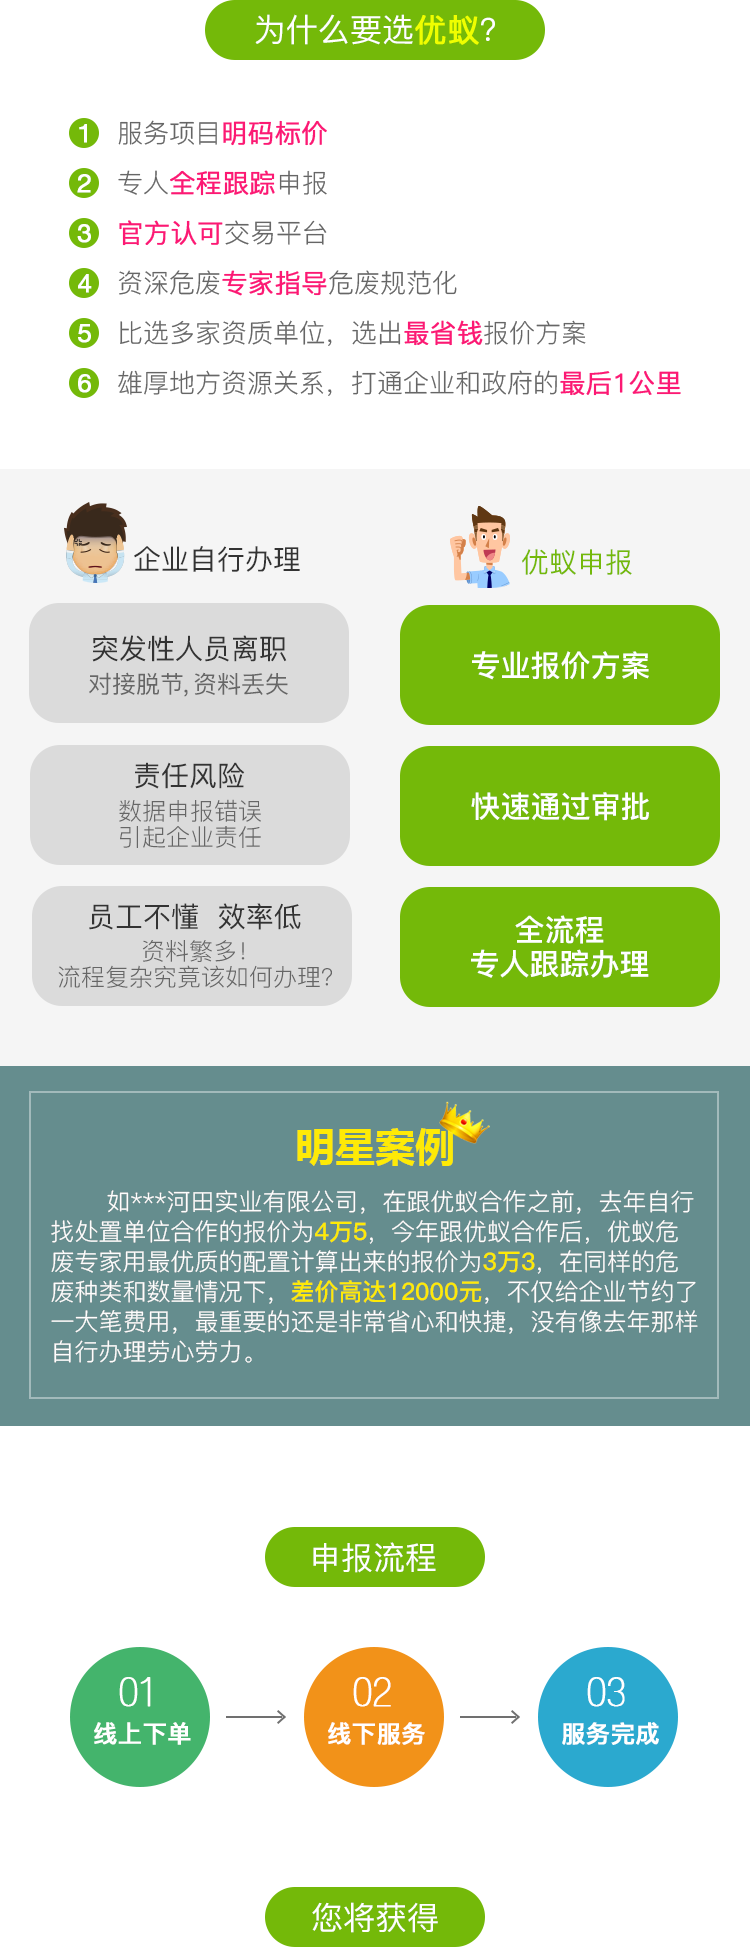 为什么要选优蚁?
1 服务项目明码标价
2 专人全程跟踪申报
3 官方认可交易平台
4 资深危废专家指导危废规范化
5 比选多家资质单位，选出最省钱报价方案
6 雄厚地方资源关系，打通企业和政府的最后1公里
企业自行办理
优蚁申报
突发性人员离职
对接脱节，资料丢失
专业报价方案
责任风险
数据申报错误
引起企业责任
快速通过审批
员工不懂 效率低
资料繁多！
流程复杂究竟该如何办理?
全流程
专人跟踪办理
明星案例
如***河田实业有限公司，在跟优蚁合作之前，去年自行
找处置单位合作的报价为4万5，今年跟优蚁合作后，优蚁危
废专家用最优质的配置计算出来的报价为3万3，在同样的危
废种类和数量情况下，差价高达12000元，不仅给企业节约了
一大笔费用，最重要的还是非常省心和快捷，没有像去年那样
自行办理劳心劳力。
申报流程
01
线上下单
02
线下服务
03
服务完成
您将获得